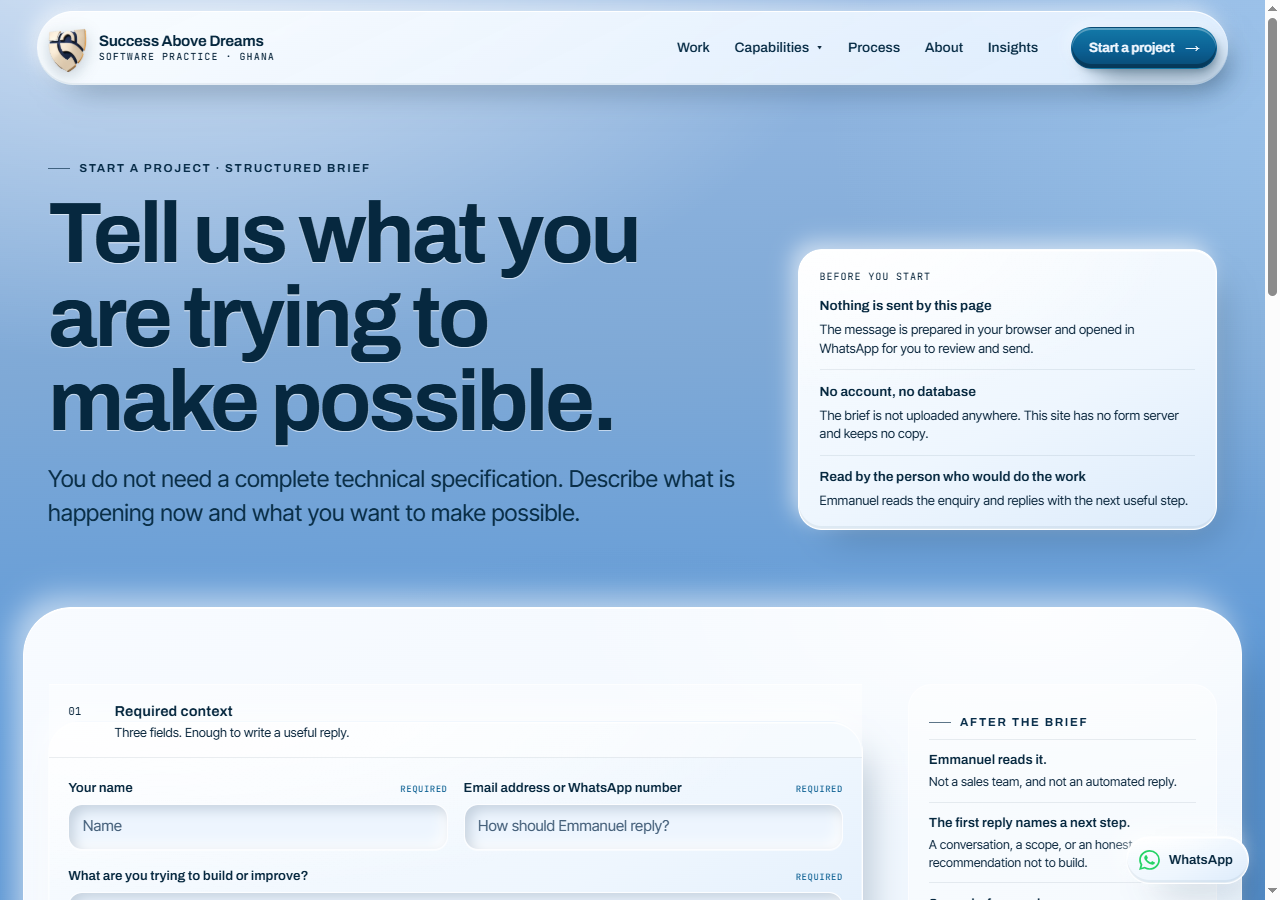 Success Above Dreams
SOFTWARE PRACTICE · GHANA
Work
Capabilities
Process
About
Insights
Start a project →
START A PROJECT · STRUCTURED BRIEF
Tell us what you
are trying to
make possible.
You do not need a complete technical specification. Describe what is
happening now and what you want to make possible.
BEFORE YOU START
Nothing is sent by this page
The message is prepared in your browser and opened in
WhatsApp for you to review and send.
No account, no database
The brief is not uploaded anywhere. This site has no form server
and keeps no copy.
Read by the person who would do the work
Emmanuel reads the enquiry and replies with the next useful step.
01
Required context
Three fields. Enough to write a useful reply.
Your name
REQUIRED
Name
Email address or WhatsApp number
REQUIRED
How should Emmanuel reply?
What are you trying to build or improve?
REQUIRED
AFTER THE BRIEF
Emmanuel reads it.
Not a sales team, and not an automated reply.
The first reply names a next step.
A conversation, a scope, or an honest
recommendation not to build.
WhatsApp